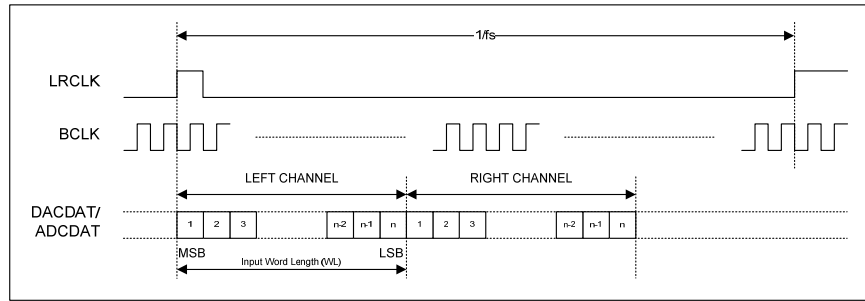 1/fs
LRCLK
BCLK
LEFT CHANNEL RIGHT CHANNEL
DACDAT/
ADCDAT
1 2 3 n-2 n-1 n 1 2 3 n-2 n-1 n
MSB LSB
Input Word Length (WL)